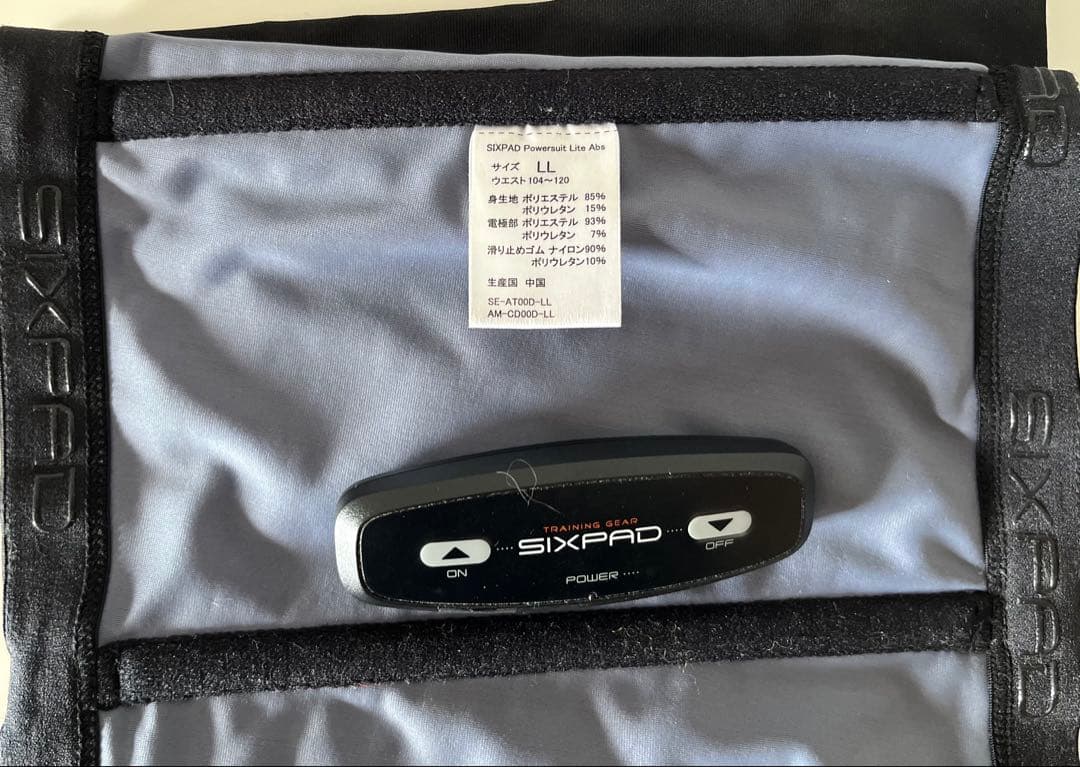 SIXPAD Powersuit Lite Abs
サイズ LL
ウエスト104～120
身生地 ポリエステル 85%
ポリウレタン 15%
電極部 ポリエステル 93%
ポリウレタン 7%
滑り止めゴム ナイロン90%
ポリウレタン10%
生産国 中国
SE-AT00D-LL
AM-CD00D-LL
SIXPAD
AD
SIXPAD
TRAINING GEAR
SIXPAD
ON
OFF
POWER